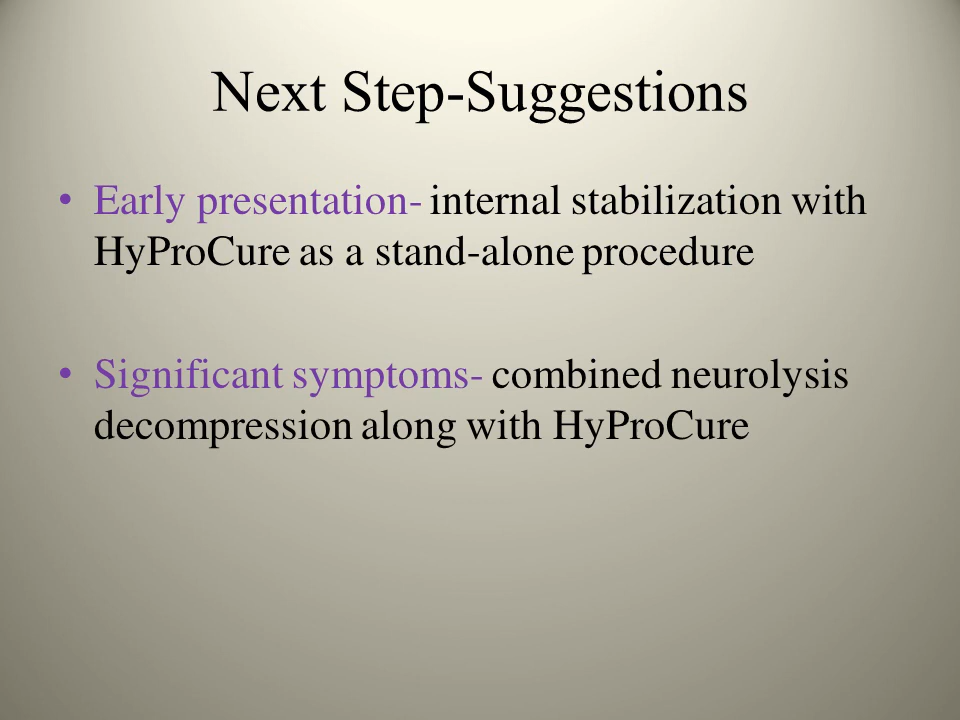 Next Step-Suggestions
• Early presentation- internal stabilization with
HyProCure as a stand-alone procedure
• Significant symptoms- combined neurolysis
decompression along with HyProCure